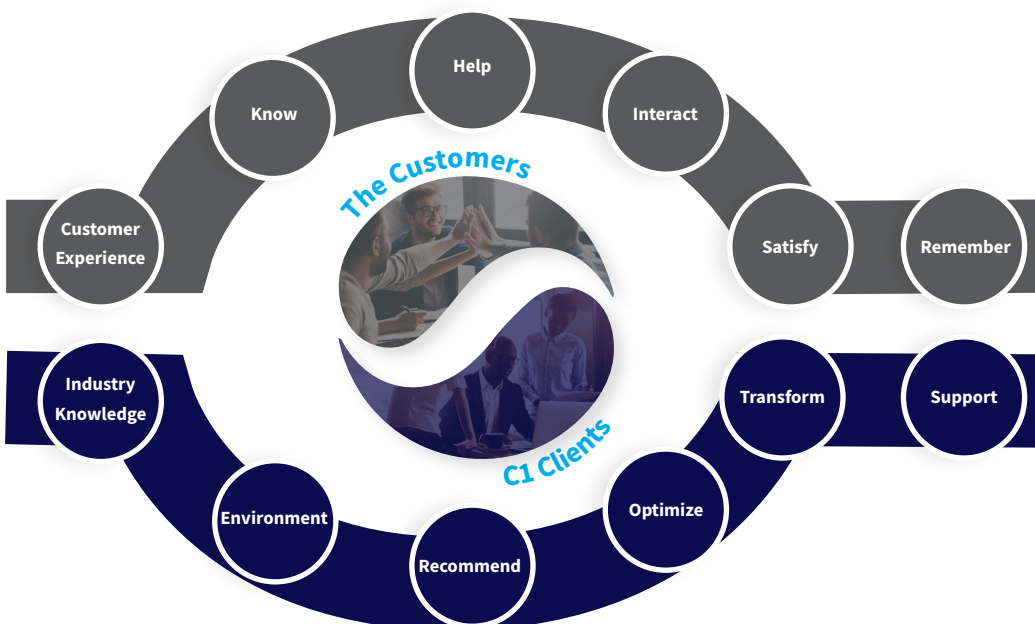 Help
Know
Interact
The Customers
Customer
Experience
Satisfy
Remember
Industry
Knowledge
Transform
Support
C1 Clients
Environment
Optimize
Recommend